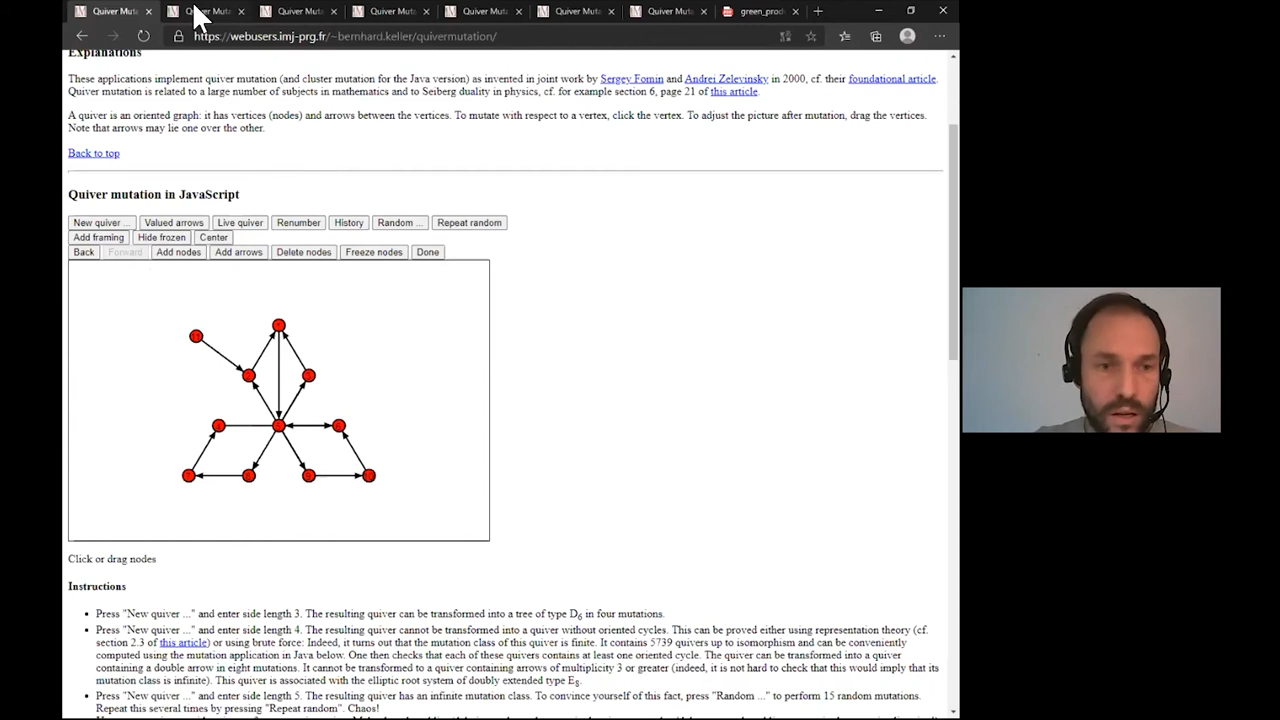 Quiver Muta
Quiver Muta
Quiver Muta
Quiver Muta
Quiver Muta
Quiver Muta
Quiver Muta
green_prod
https://webusers.imj-prg.fr/~bernhard.keller/quivermutation/
Explanations
These applications implement quiver mutation (and cluster mutation for the Java version) as invented in joint work by Sergey Fomin and Andrei Zelevinsky in 2000, cf. their foundational article.
Quiver mutation is related to a large number of subjects in mathematics and to Seiberg duality in physics, cf. for example section 6, page 21 of this article.
A quiver is an oriented graph: it has vertices (nodes) and arrows between the vertices. To mutate with respect to a vertex, click the vertex. To adjust the picture after mutation, drag the vertices.
Note that arrows may lie one over the other.
Back to top
Quiver mutation in JavaScript
New quiver ... Valued arrows Live quiver Renumber History Random ... Repeat random
Add framing Hide frozen Center
Back Forward Add nodes Add arrows Delete nodes Freeze nodes Done
Click or drag nodes
Instructions
Press "New quiver ..." and enter side length 3. The resulting quiver can be transformed into a tree of type D6 in four mutations.
Press "New quiver ..." and enter side length 4. The resulting quiver cannot be transformed into a quiver without oriented cycles. This can be proved either using representation theory (cf.
section 2.3 of this article) or using brute force: Indeed, it turns out that the mutation class of this quiver is finite. It contains 5739 quivers up to isomorphism and can be conveniently
computed using the mutation application in Java below. One then checks that each of these quivers contains at least one oriented cycle. The quiver can be transformed into a quiver
containing a double arrow in eight mutations. It cannot be transformed to a quiver containing arrows of multiplicity 3 or greater (indeed, it is not hard to check that this would imply that its
mutation class is infinite). This quiver is associated with the elliptic root system of doubly extended type E8.
Press "New quiver ..." and enter side length 5. The resulting quiver has an infinite mutation class. To convince yourself of this fact, press "Random ..." to perform 15 random mutations.
Repeat this several times by pressing "Repeat random". Chaos!